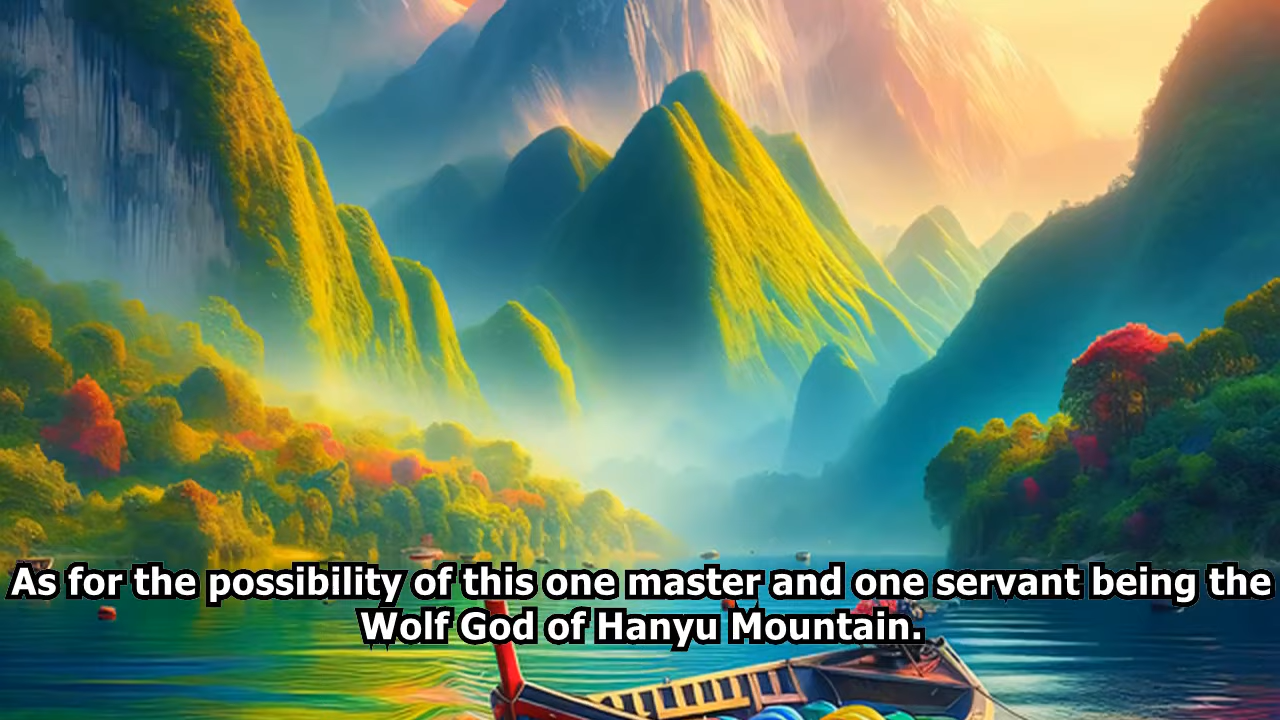 As for the possibility of this one master and one servant being the
Wolf God of Hanyu Mountain.